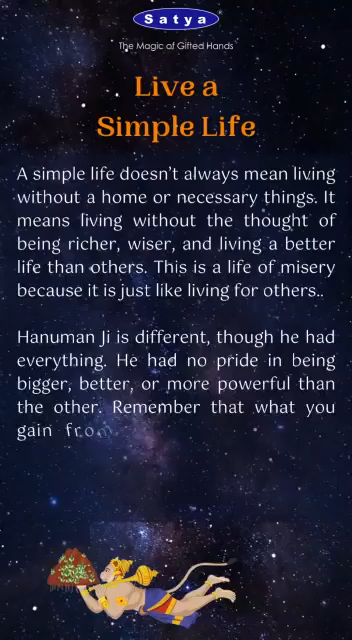 Satya
The Magic of Gifted Hands
Live a
Simple Life
A simple life doesn't always mean living
without a home or necessary things. It
means living without the thought of
being richer, wiser, and living a better
life than others. This is a life of misery
because it is just like living for others..
Hanuman Ji is different, though he had
everything. He had no pride in being
bigger, better, or more powerful than
the other. Remember that what you
gain from